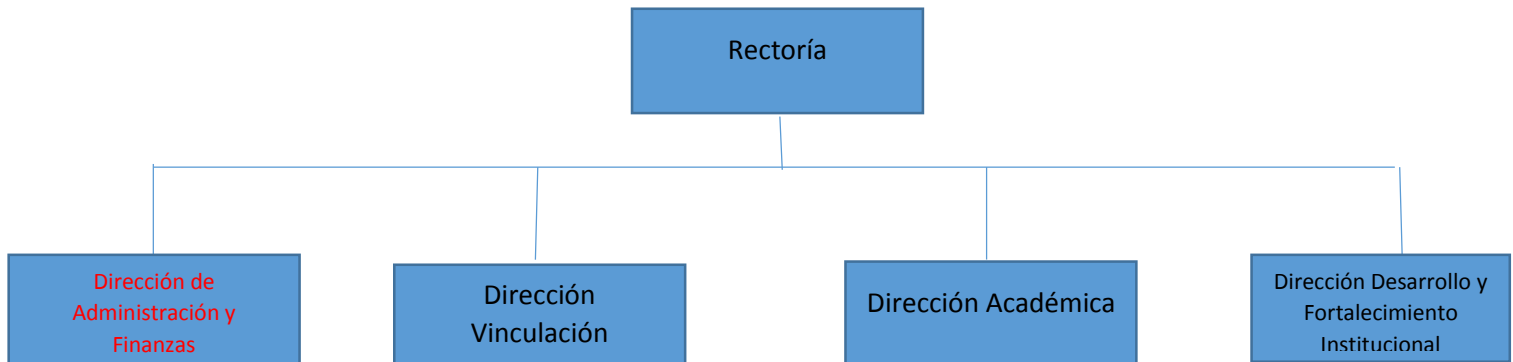 Rectoría
Dirección de
Administración y
Finanzas
Dirección
Vinculación
Dirección Académica
Dirección Desarrollo y
Fortalecimiento
Institucional